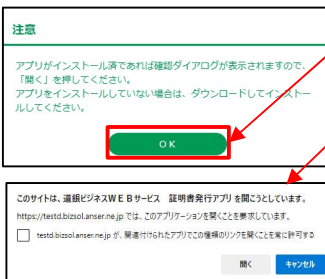 注意
アプリがインストール済であれば確認ダイアログが表示されますので、
「開く」を押してください。
アプリをインストールしていない場合は、ダウンロードしてインストー
ルしてください。
OK
このサイトは、道銀ビジネスＷＥＢサービス　証明書発行アプリ を開こうとしています。
https://testd.bizsol.anser.ne.jp では、このアプリケーションを開くことを要求しています。
testd.bizsol.anser.ne.jp が、関連付けられたアプリでこの種類のリンクを開くことを常に許可する
開く
キャンセル